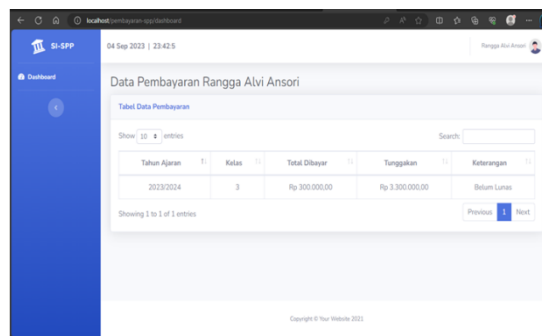 localhost/pembayaran-spp/dashboard
SI-SPP
04 Sep 2023 | 23:42:5
Rangga Alvi Ansori
Dashboard
Data Pembayaran Rangga Alvi Ansori
Tabel Data Pembayaran
Show 10 entries
Search:
Tahun Ajaran Kelas Total Dibayar Tunggakan Keterangan
2023/2024 3 Rp 300.000,00 Rp 3.300.000,00 Belum Lunas
Showing 1 to 1 of 1 entries
Previous 1 Next
Copyright © Your Website 2021